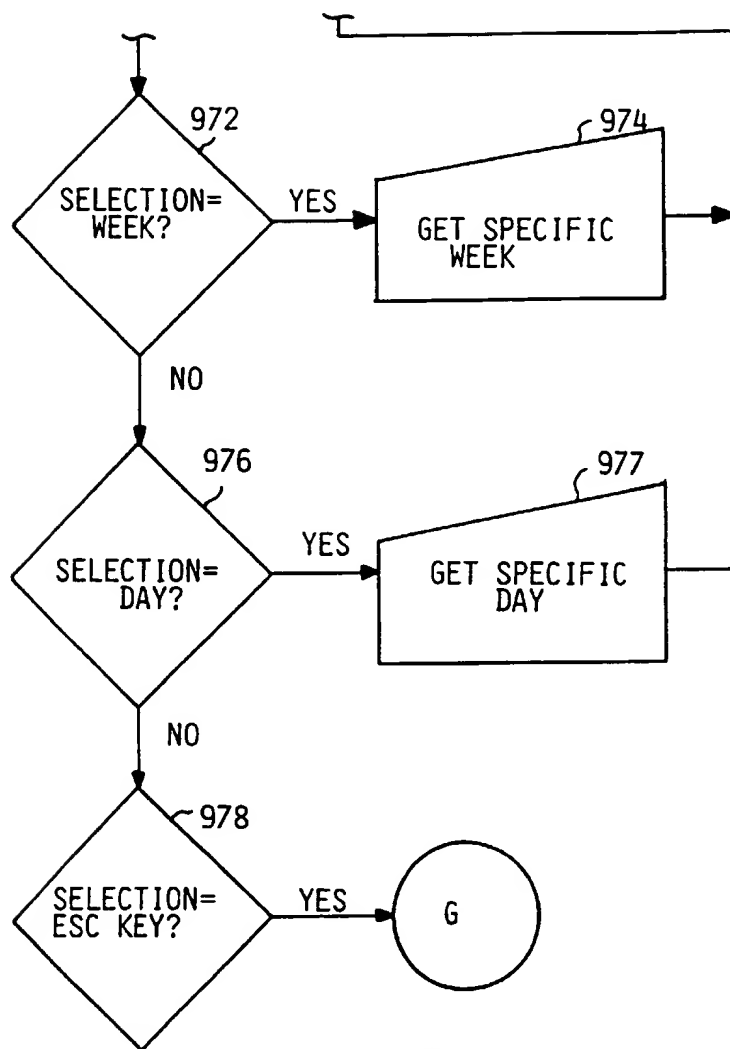 972
SELECTION=
WEEK?
YES
974
GET SPECIFIC
WEEK
NO
976
SELECTION=
DAY?
YES
977
GET SPECIFIC
DAY
NO
978
SELECTION=
ESC KEY?
YES
G